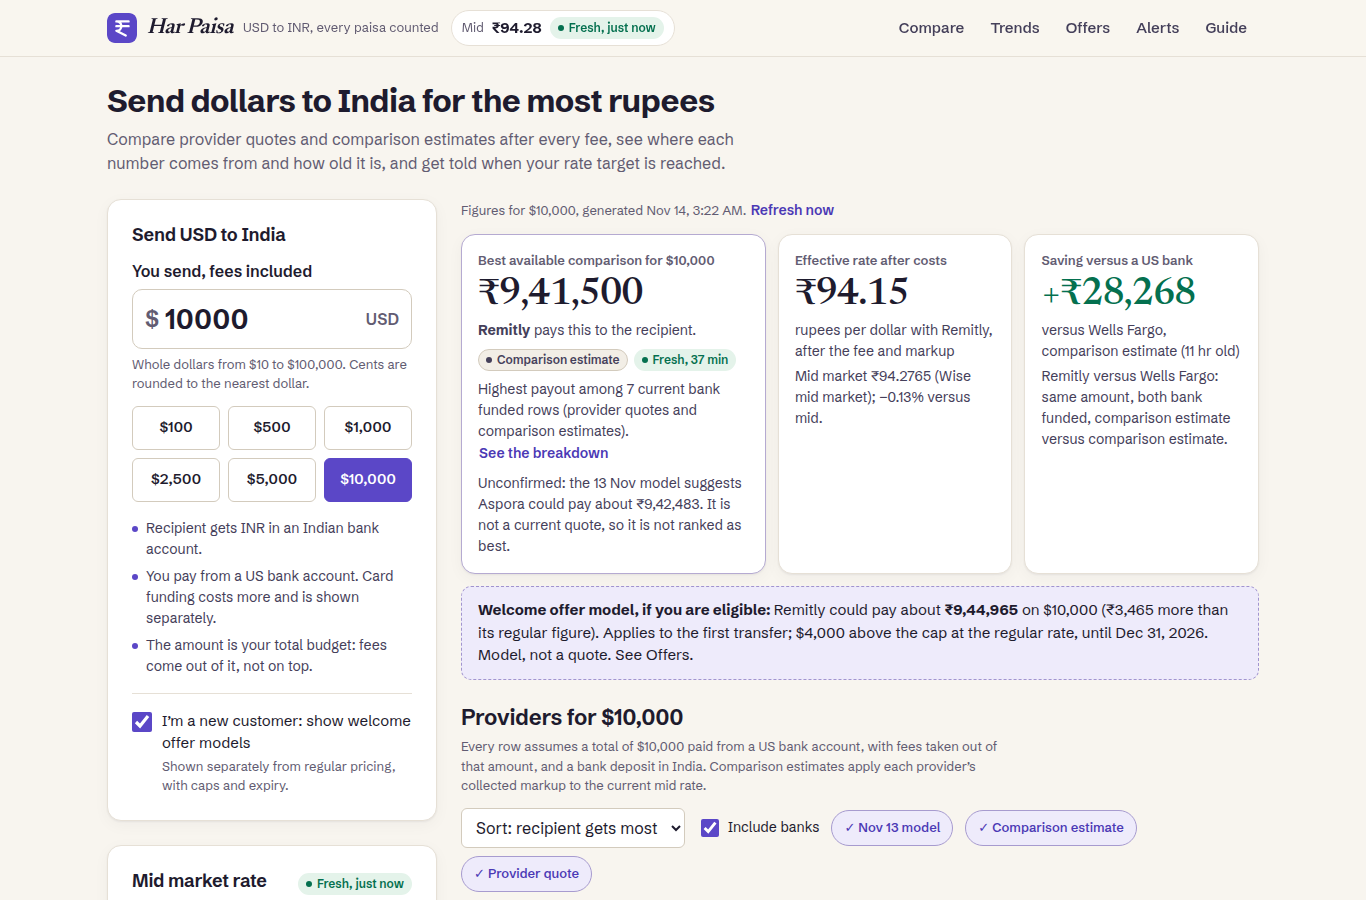 Har Paisa USD to INR, every paisa counted Mid ₹94.28 Fresh, just now Compare Trends Offers Alerts Guide
Send dollars to India for the most rupees
Compare provider quotes and comparison estimates after every fee, see where each
number comes from and how old it is, and get told when your rate target is reached.
Send USD to India
You send, fees included
$ 10000 USD
Whole dollars from $10 to $100,000. Cents are
rounded to the nearest dollar.
$100 $500 $1,000
$2,500 $5,000 $10,000
Recipient gets INR in an Indian bank
account.
You pay from a US bank account. Card
funding costs more and is shown
separately.
The amount is your total budget: fees
come out of it, not on top.
I'm a new customer: show welcome
offer models
Shown separately from regular pricing,
with caps and expiry.
Mid market rate Fresh, just now
Figures for $10,000, generated Nov 14, 3:22 AM. Refresh now
Best available comparison for $10,000
₹9,41,500
Remitly pays this to the recipient.
Comparison estimate Fresh, 37 min
Highest payout among 7 current bank
funded rows (provider quotes and
comparison estimates).
See the breakdown
Unconfirmed: the 13 Nov model suggests
Aspora could pay about ₹9,42,483. It is
not a current quote, so it is not ranked as
best.
Effective rate after costs
₹94.15
rupees per dollar with Remitly,
after the fee and markup
Mid market ₹94.2765 (Wise
mid market); −0.13% versus
mid.
Saving versus a US bank
+₹28,268
versus Wells Fargo,
comparison estimate (11 hr old)
Remitly versus Wells Fargo:
same amount, both bank
funded, comparison estimate
versus comparison estimate.
Welcome offer model, if you are eligible: Remitly could pay about ₹9,44,965 on $10,000 (₹3,465 more than
its regular figure). Applies to the first transfer; $4,000 above the cap at the regular rate, until Dec 31, 2026.
Model, not a quote. See Offers.
Providers for $10,000
Every row assumes a total of $10,000 paid from a US bank account, with fees taken out of
that amount, and a bank deposit in India. Comparison estimates apply each provider's
collected markup to the current mid rate.
Sort: recipient gets most Include banks ✓ Nov 13 model ✓ Comparison estimate
✓ Provider quote